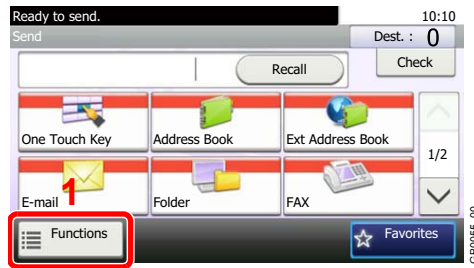 Ready to send. 10:10
Send Dest. : 0
Recall Check
One Touch Key Address Book Ext Address Book
1/2
E-mail Folder FAX
1
Functions Favorites
GB0055_00